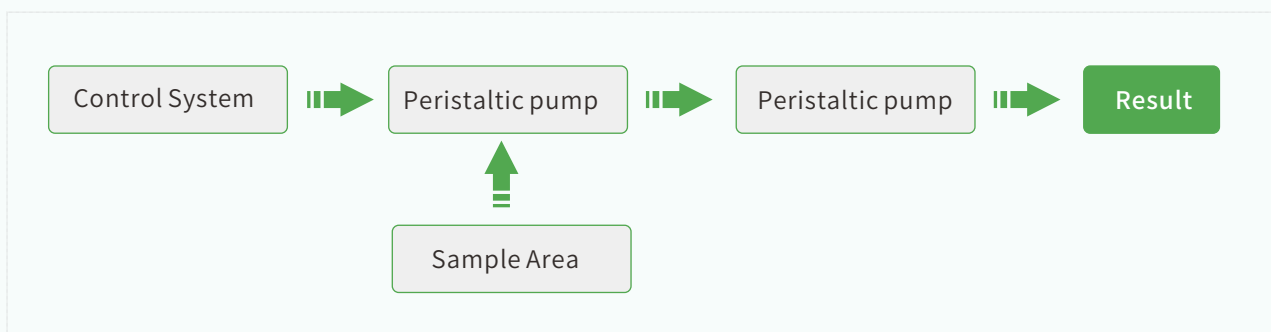 Control System
Peristaltic pump
Peristaltic pump
Result
Sample Area